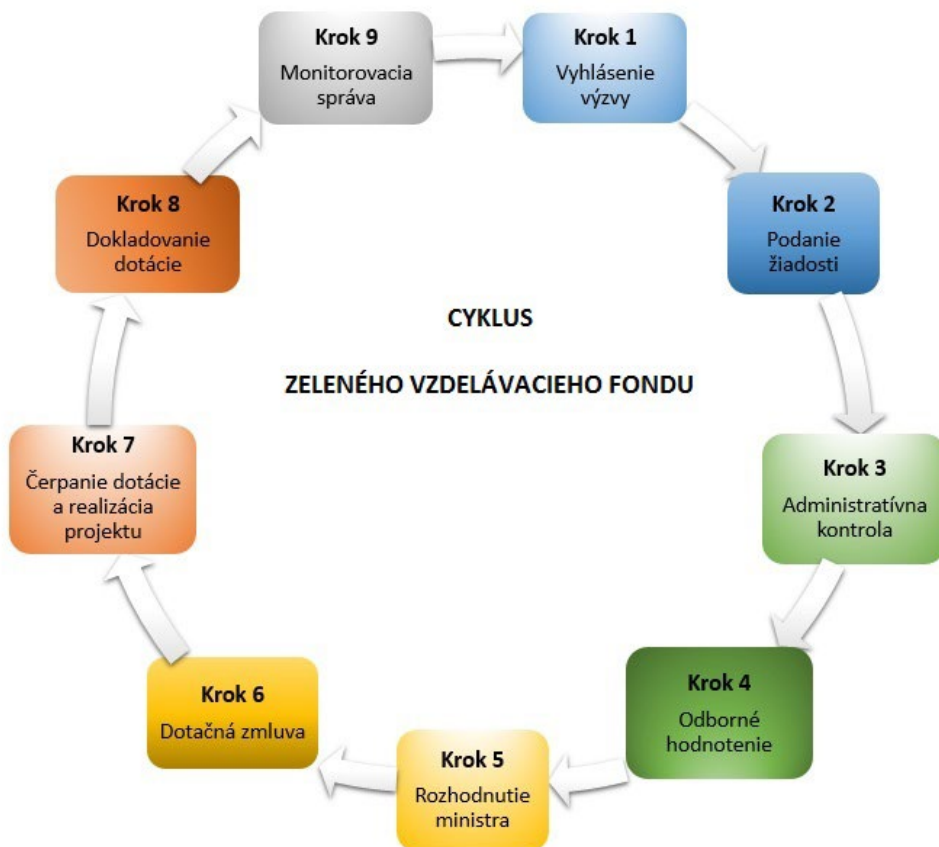 Krok 9
Monitorovacia
správa
Krok 1
Vyhlásenie
výzvy
Krok 8
Dokladovanie
dotácie
Krok 2
Podanie
žiadosti
CYKLUS
ZELENÉHO VZDELÁVACIEHO FONDU
Krok 7
Čerpanie dotácie
a realizácia
projektu
Krok 3
Administratívna
kontrola
Krok 6
Dotačná zmluva
Krok 4
Odborné
hodnotenie
Krok 5
Rozhodnutie
ministra